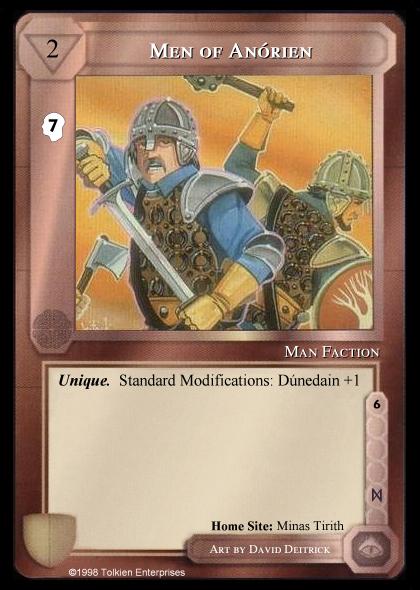 2
MEN OF ANÓRIEN
7
MAN FACTION
Unique. Standard Modifications: Dúnedain +1
6
ᛞ
Home Site: Minas Tirith
ART BY DAVID DEITRICK
©1998 Tolkien Enterprises